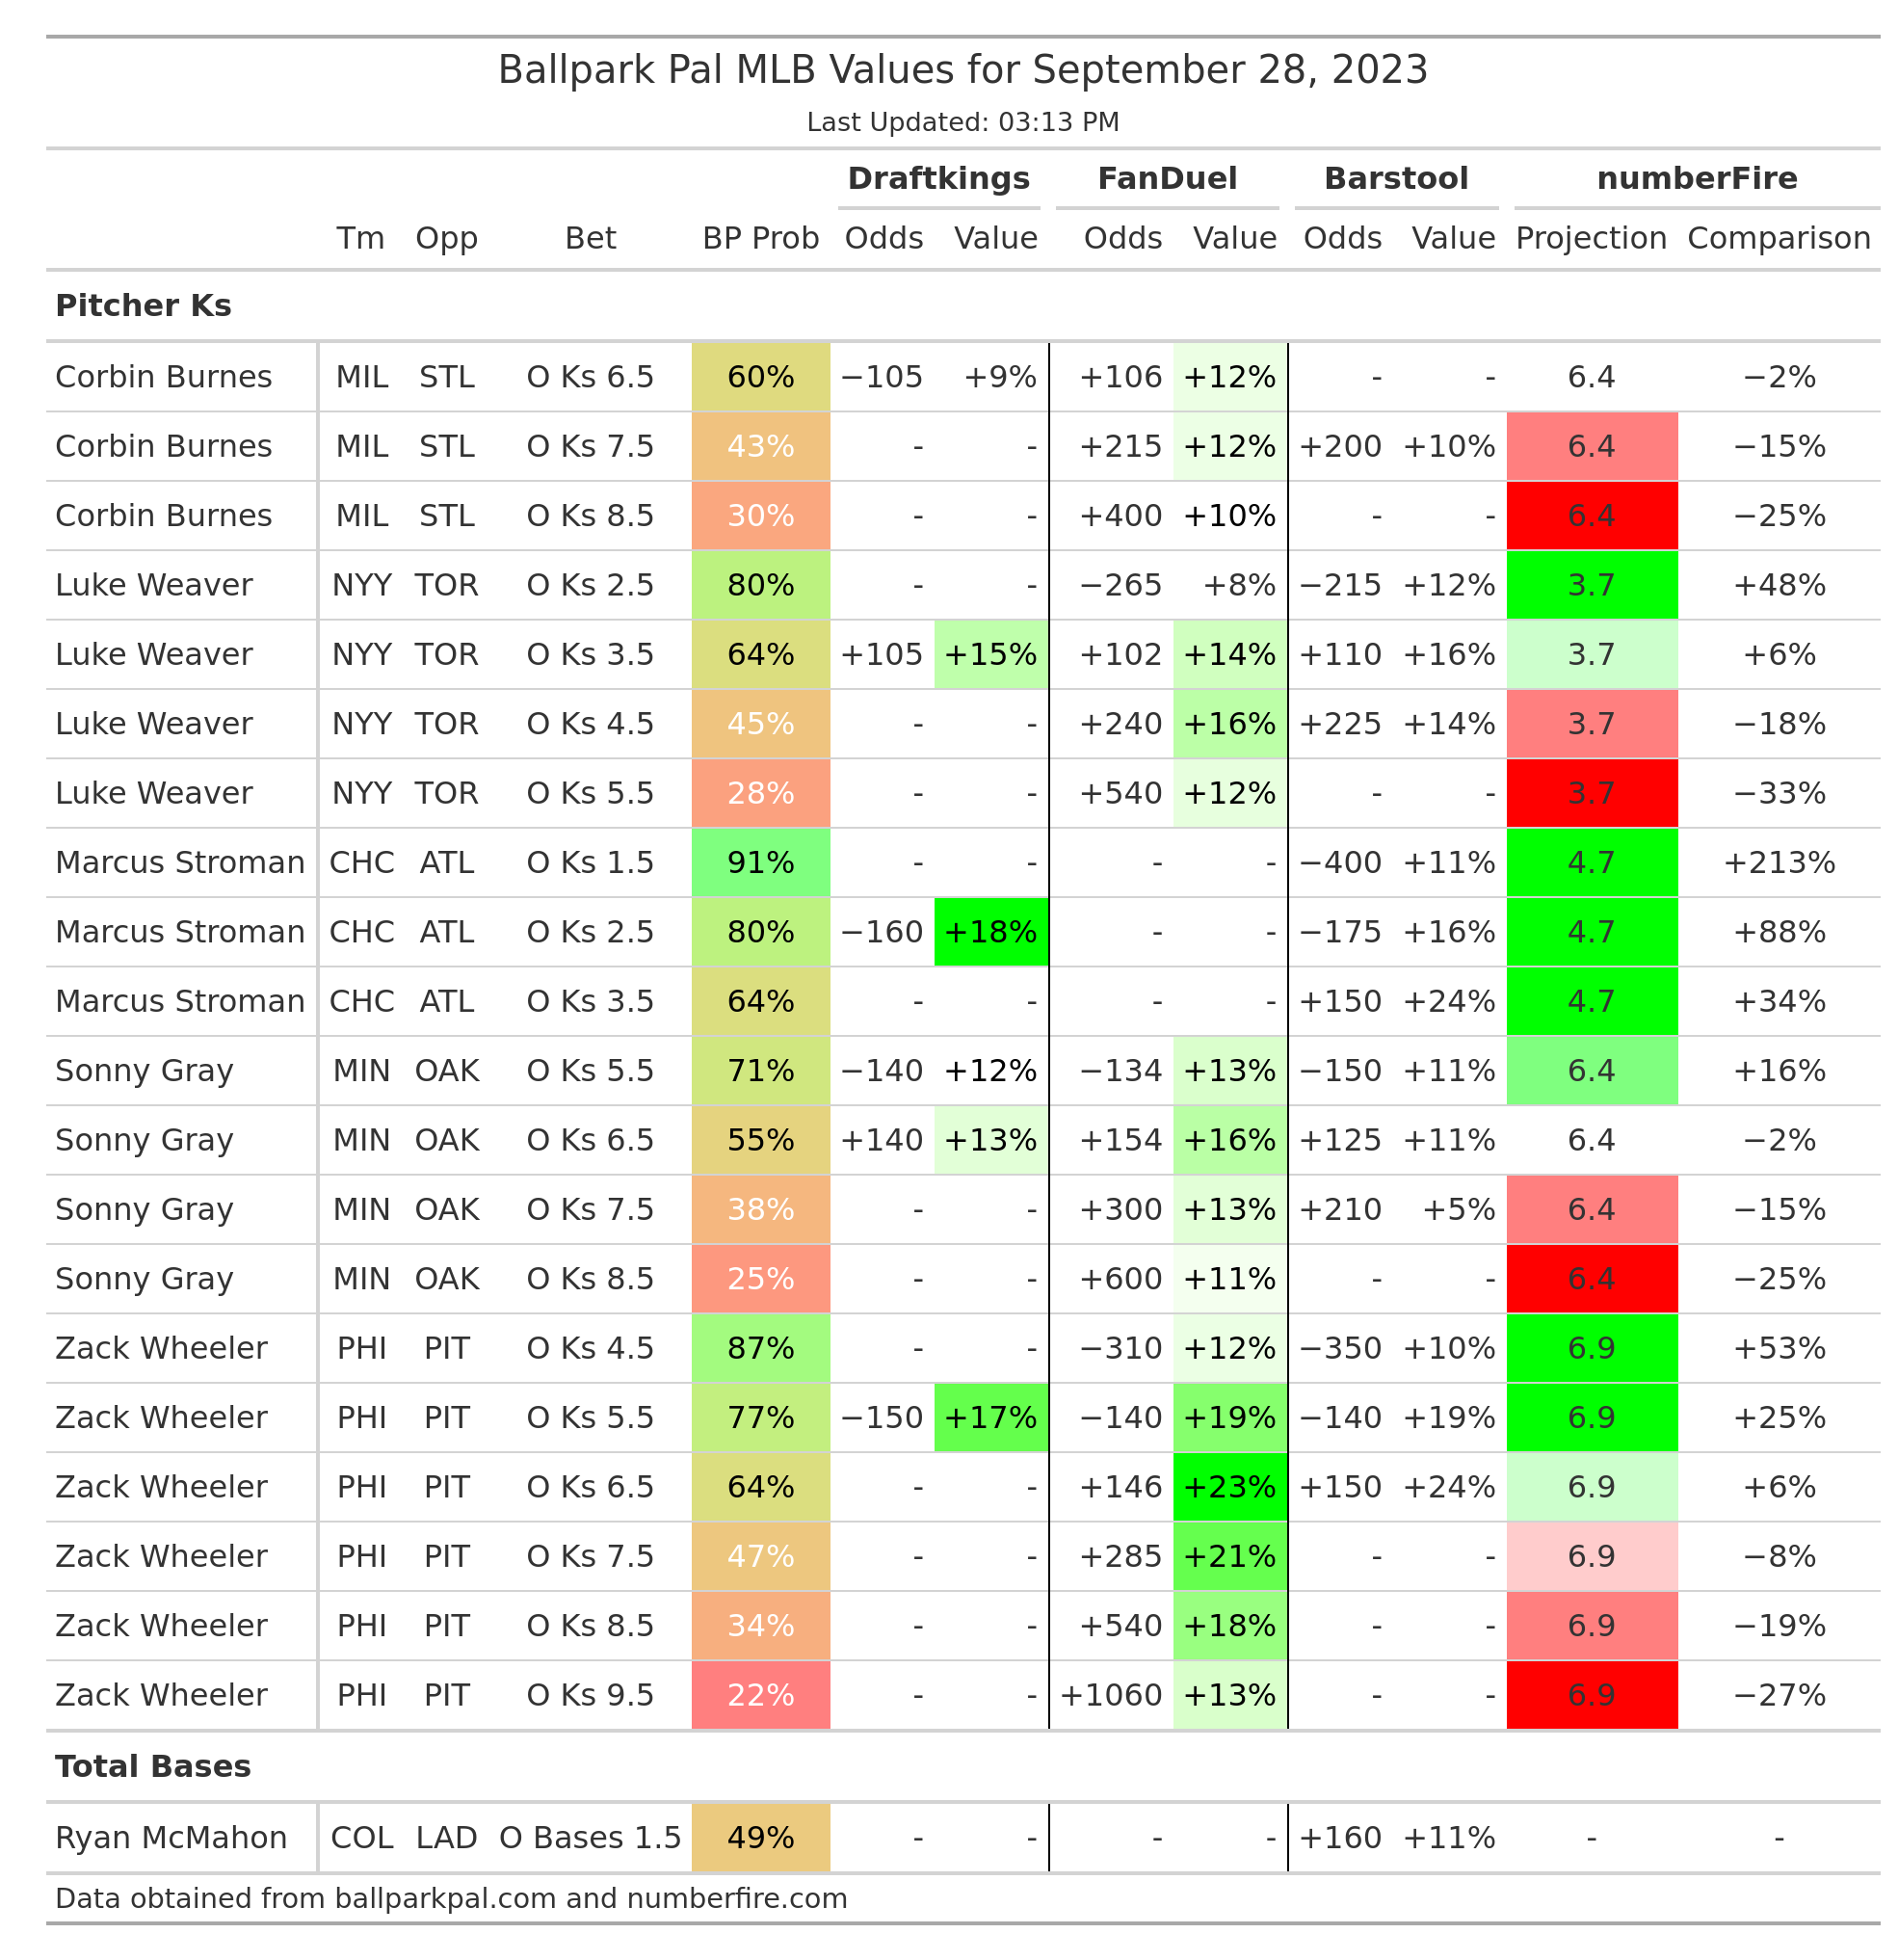 Ballpark Pal MLB Values for September 28, 2023
Last Updated: 03:13 PM
Draftkings FanDuel Barstool numberFire
Tm Opp Bet BP Prob Odds Value Odds Value Odds Value Projection Comparison
Pitcher Ks
Corbin Burnes MIL STL O Ks 6.5 60% −105 +9% +106 +12% - - 6.4 −2%
Corbin Burnes MIL STL O Ks 7.5 43% - - +215 +12% +200 +10% 6.4 −15%
Corbin Burnes MIL STL O Ks 8.5 30% - - +400 +10% - - 6.4 −25%
Luke Weaver NYY TOR O Ks 2.5 80% - - −265 +8% −215 +12% 3.7 +48%
Luke Weaver NYY TOR O Ks 3.5 64% +105 +15% +102 +14% +110 +16% 3.7 +6%
Luke Weaver NYY TOR O Ks 4.5 45% - - +240 +16% +225 +14% 3.7 −18%
Luke Weaver NYY TOR O Ks 5.5 28% - - +540 +12% - - 3.7 −33%
Marcus Stroman CHC ATL O Ks 1.5 91% - - - - −400 +11% 4.7 +213%
Marcus Stroman CHC ATL O Ks 2.5 80% −160 +18% - - −175 +16% 4.7 +88%
Marcus Stroman CHC ATL O Ks 3.5 64% - - - - +150 +24% 4.7 +34%
Sonny Gray MIN OAK O Ks 5.5 71% −140 +12% −134 +13% −150 +11% 6.4 +16%
Sonny Gray MIN OAK O Ks 6.5 55% +140 +13% +154 +16% +125 +11% 6.4 −2%
Sonny Gray MIN OAK O Ks 7.5 38% - - +300 +13% +210 +5% 6.4 −15%
Sonny Gray MIN OAK O Ks 8.5 25% - - +600 +11% - - 6.4 −25%
Zack Wheeler PHI PIT O Ks 4.5 87% - - −310 +12% −350 +10% 6.9 +53%
Zack Wheeler PHI PIT O Ks 5.5 77% −150 +17% −140 +19% −140 +19% 6.9 +25%
Zack Wheeler PHI PIT O Ks 6.5 64% - - +146 +23% +150 +24% 6.9 +6%
Zack Wheeler PHI PIT O Ks 7.5 47% - - +285 +21% - - 6.9 −8%
Zack Wheeler PHI PIT O Ks 8.5 34% - - +540 +18% - - 6.9 −19%
Zack Wheeler PHI PIT O Ks 9.5 22% - - +1060 +13% - - 6.9 −27%
Total Bases
Ryan McMahon COL LAD O Bases 1.5 49% - - - - +160 +11% - -
Data obtained from ballparkpal.com and numberfire.com